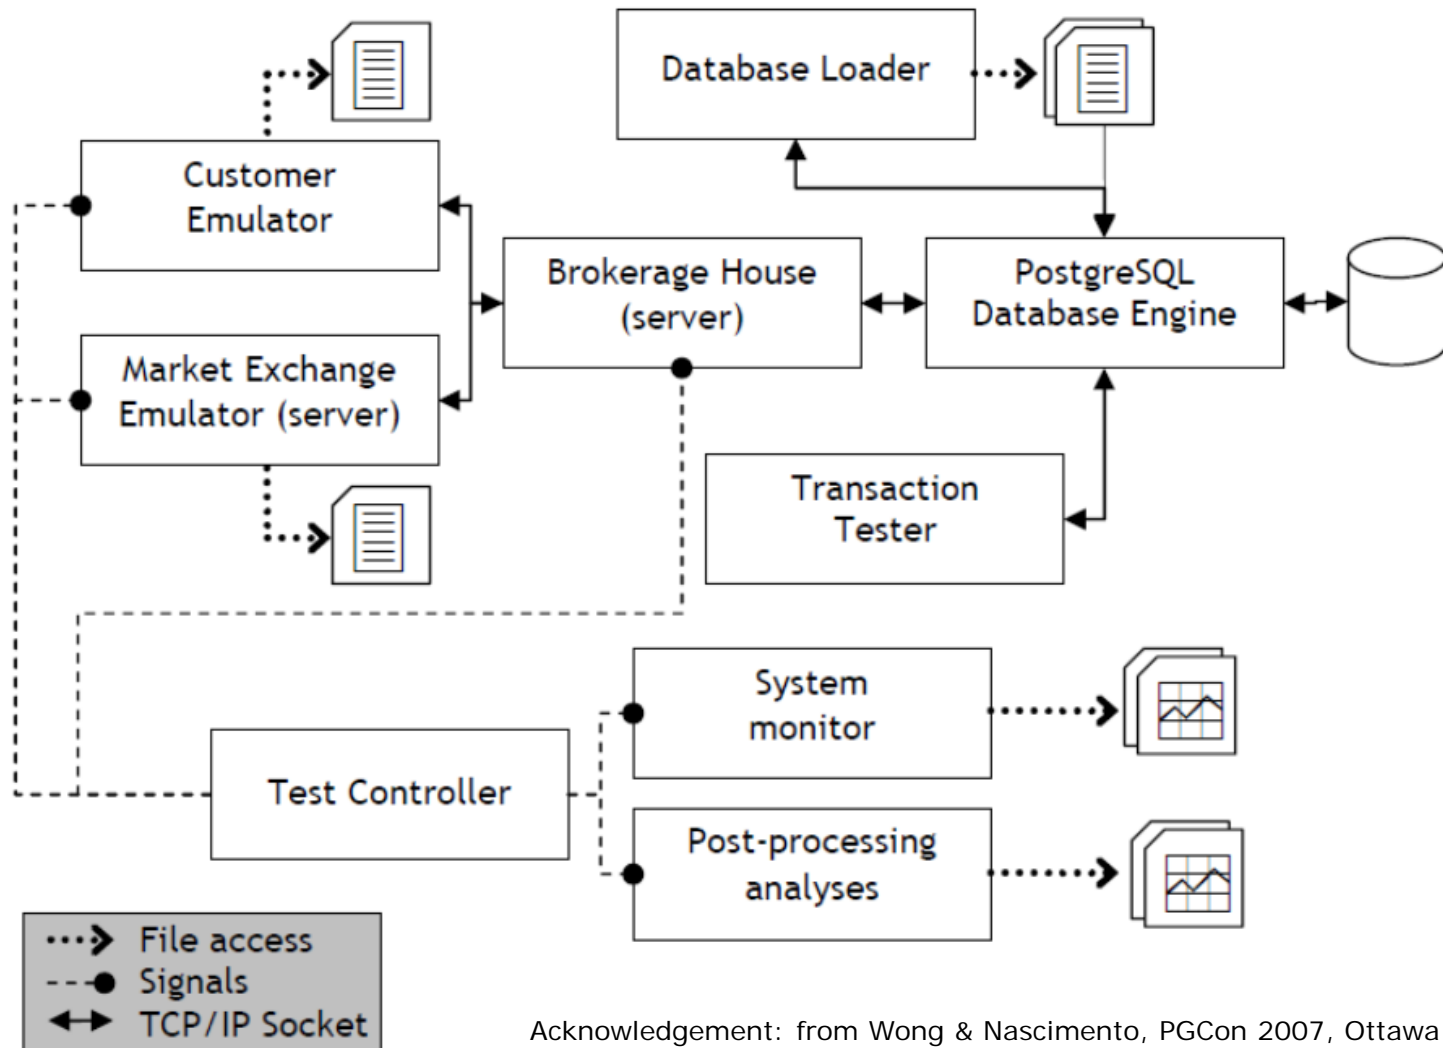 Database Loader
Customer
Emulator
Brokerage House
(server)
PostgreSQL
Database Engine
Market Exchange
Emulator (server)
Transaction
Tester
System
monitor
Test Controller
Post-processing
analyses
File access
Signals
TCP/IP Socket
Acknowledgement: from Wong & Nascimento, PGCon 2007, Ottawa